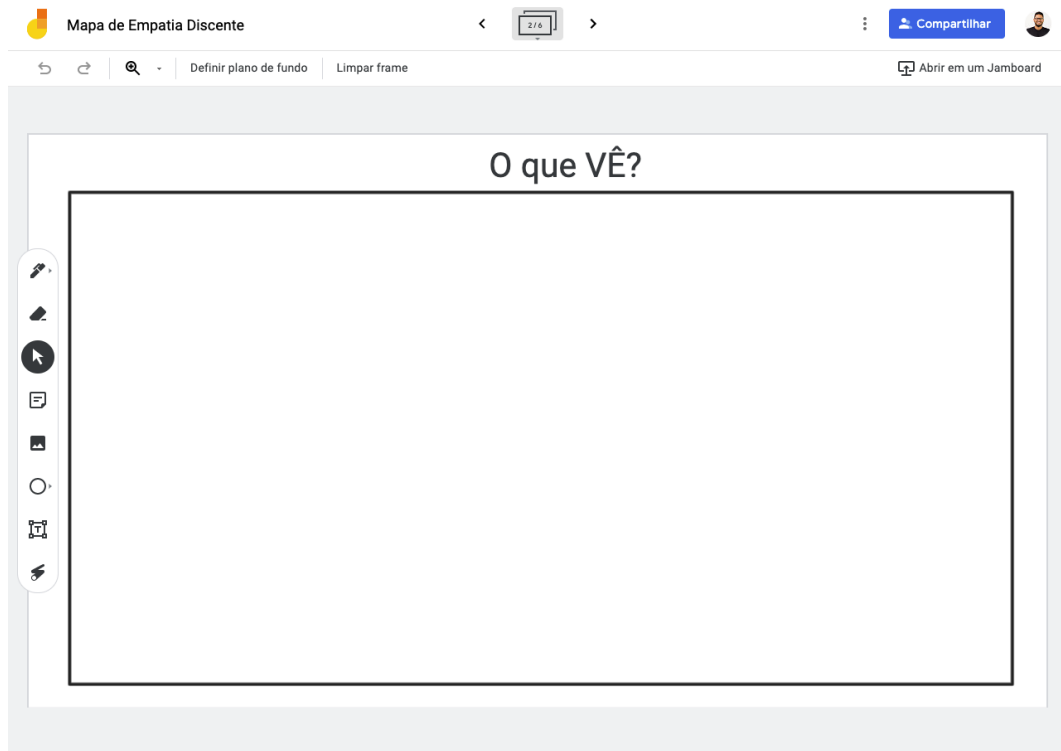 Mapa de Empatia Discente
2 / 6
Compartilhar
Definir plano de fundo
Limpar frame
Abrir em um Jamboard
O que VÊ?
T